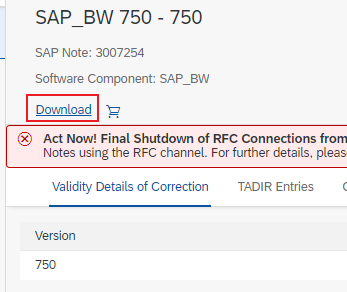 SAP_BW 750 - 750
SAP Note: 3007254
Software Component: SAP_BW
Download
Act Now! Final Shutdown of RFC Connections from
Notes using the RFC channel. For further details, pleas
Validity Details of Correction TADIR Entries
Version
750